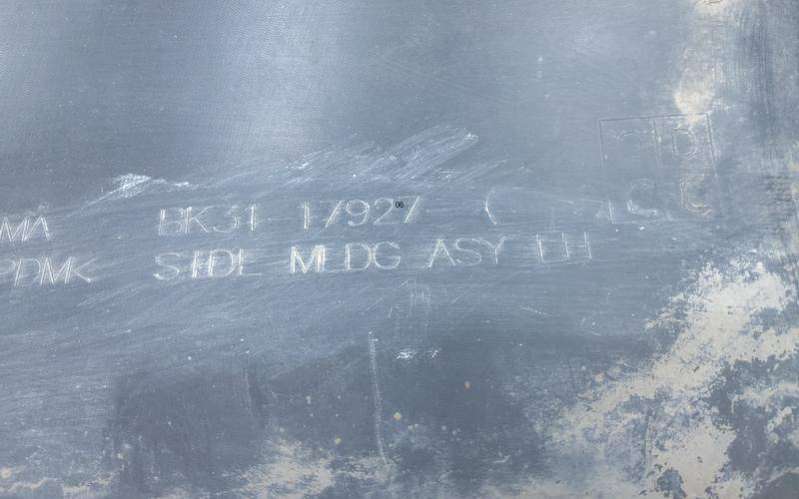 MA BK31 17927
PDMK SIDE MLDG ASY LH